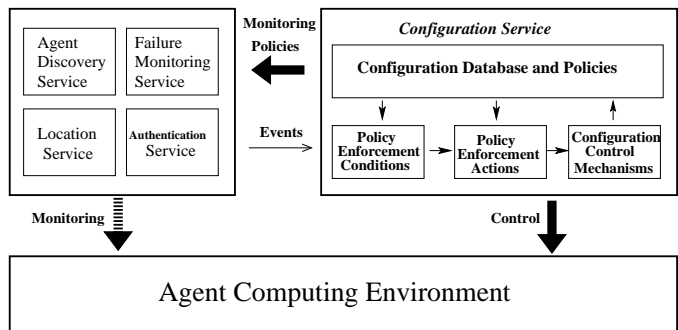 Agent
Discovery
Service
Failure
Monitoring
Service
Location
Service
Authentication
Service
Monitoring
Policies
Events
Configuration Service
Configuration Database and Policies
Policy
Enforcement
Conditions
Policy
Enforcement
Actions
Configuration
Control
Mechanisms
Monitoring
Control
Agent Computing Environment